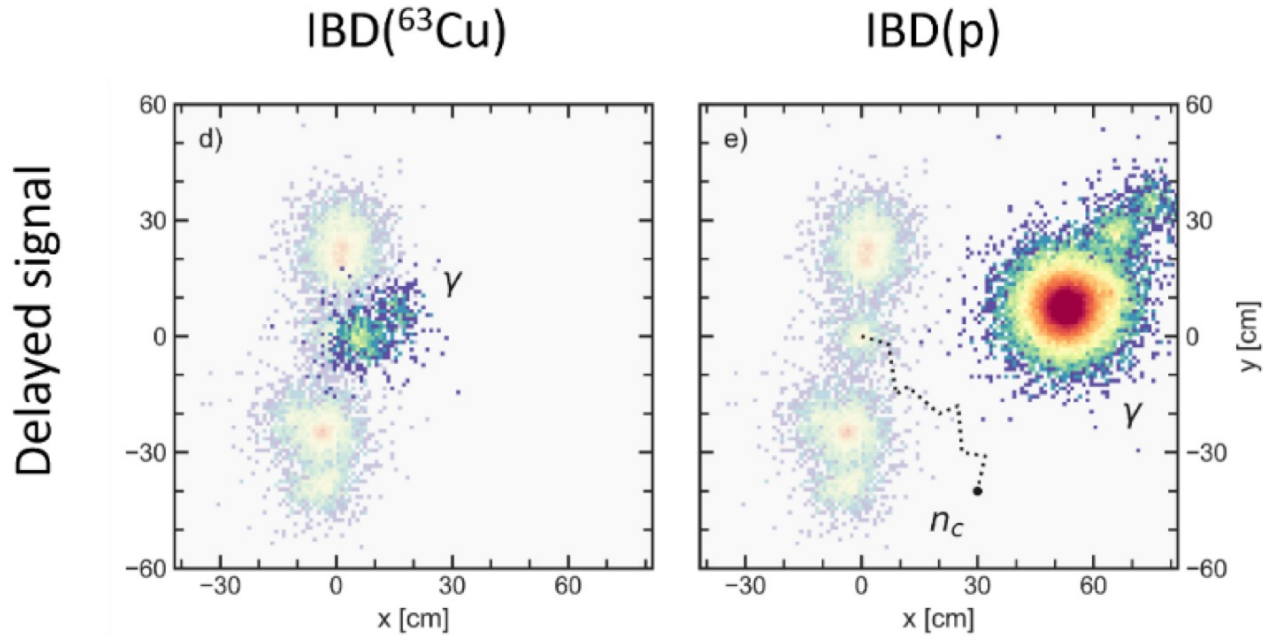 IBD(⁶³Cu)
IBD(p)
Delayed signal
d)
γ
60
30
0
−30
−60
−30
0
30
60
x [cm]
e)
γ
n_c
60
30
0
−30
−60
y [cm]
−30
0
30
60
x [cm]